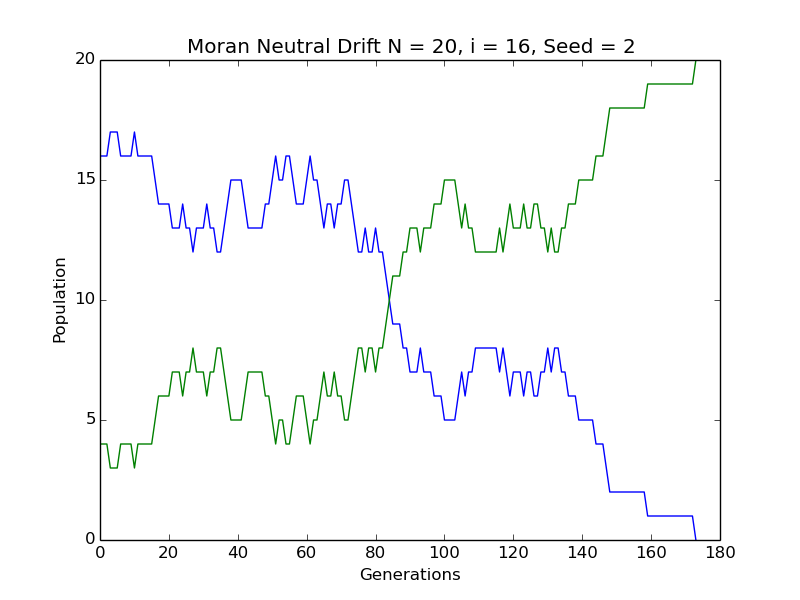 Moran Neutral Drift N = 20, i = 16, Seed = 2
20
15
10
5
0
Population
0 20 40 60 80 100 120 140 160 180
Generations